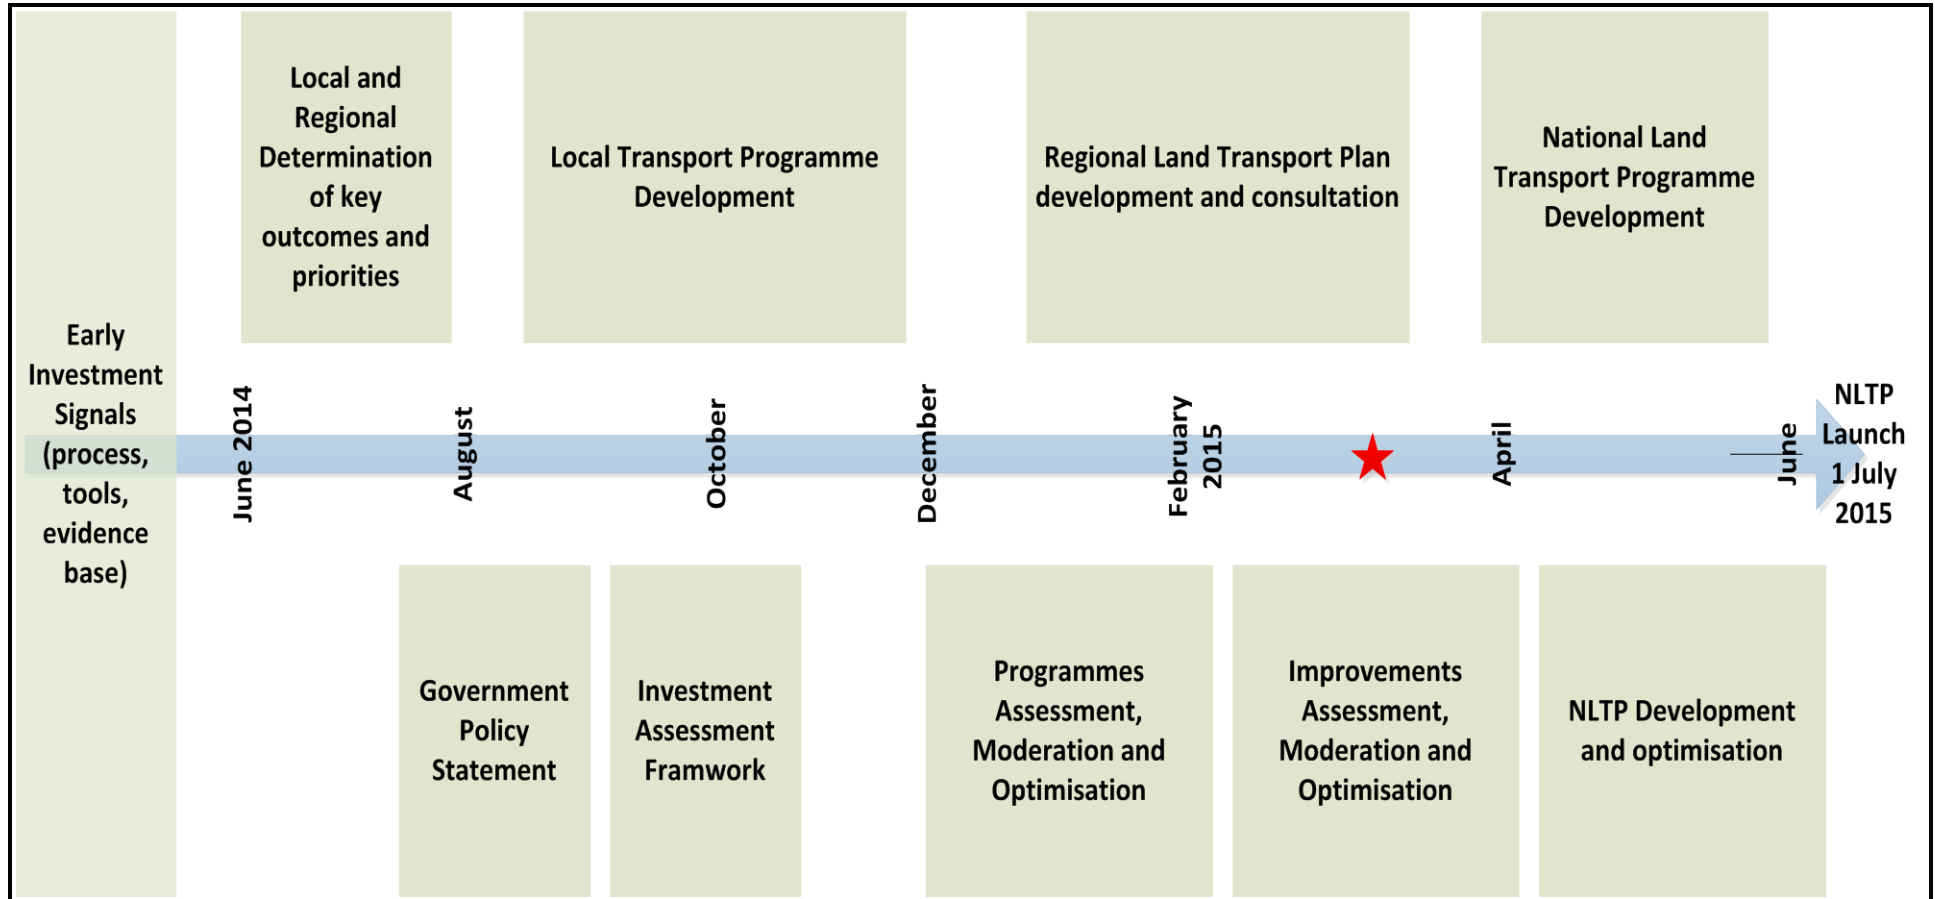 Early
Investment
Signals
(process,
tools,
evidence
base)
Local and
Regional
Determination
of key
outcomes and
priorities
Local Transport Programme
Development
Regional Land Transport Plan
development and consultation
National Land
Transport Programme
Development
June 2014
August
October
December
February
2015
April
June
NLTP
Launch
1 July
2015
Government
Policy
Statement
Investment
Assessment
Framwork
Programmes
Assessment,
Moderation and
Optimisation
Improvements
Assessment,
Moderation and
Optimisation
NLTP Development
and optimisation